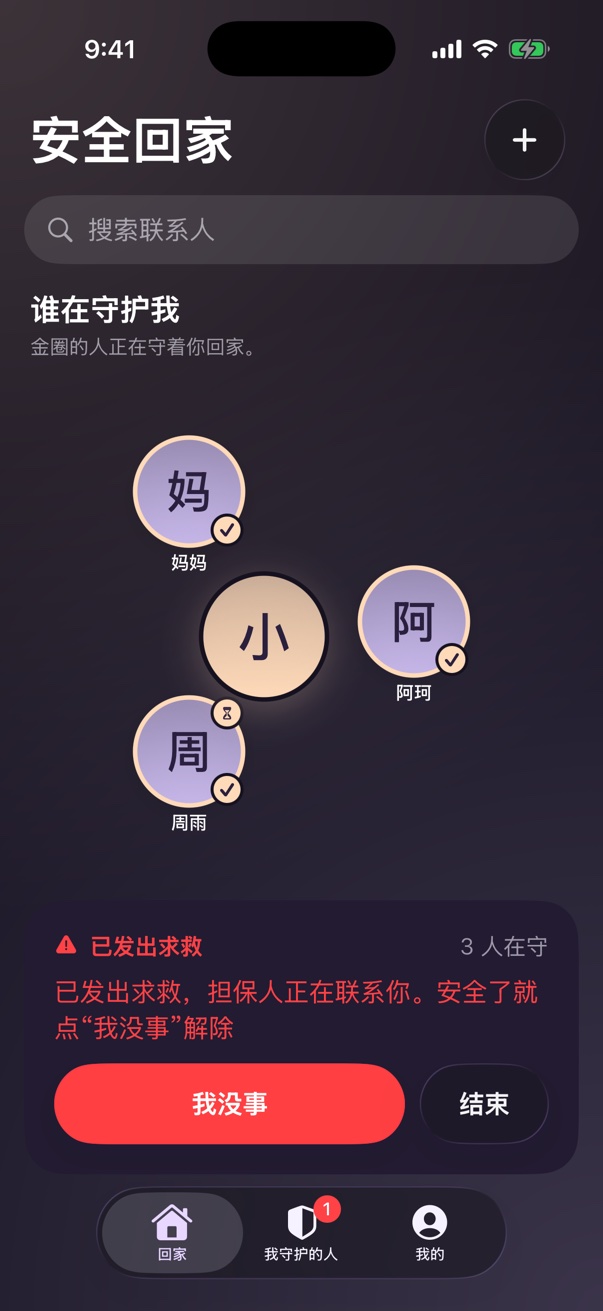 9:41
安全回家
搜索联系人
谁在守护我
金圈的人正在守着你回家。
妈
妈妈
小
阿
阿珂
周
周雨
已发出求救
3 人在守
已发出求救，担保人正在联系你。安全了就
点“我没事”解除
我没事
结束
1
回家
我守护的人
我的